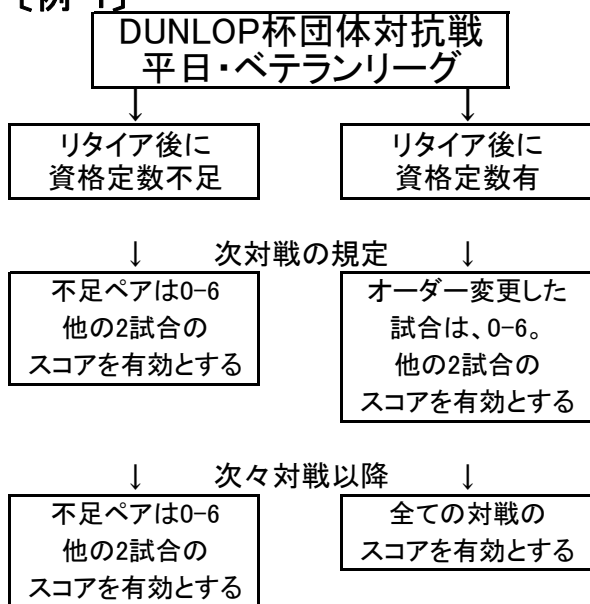 〔例-1〕
DUNLOP杯団体対抗戦
平日・ベテランリーグ
↓ ↓
リタイア後に
資格定数不足
リタイア後に
資格定数有
↓ 次対戦の規定 ↓
不足ペアは0-6
他の2試合の
スコアを有効とする
オーダー変更した
試合は、0-6。
他の2試合の
スコアを有効とする
↓ 次々対戦以降 ↓
不足ペアは0-6
他の2試合の
スコアを有効とする
全ての対戦の
スコアを有効とする